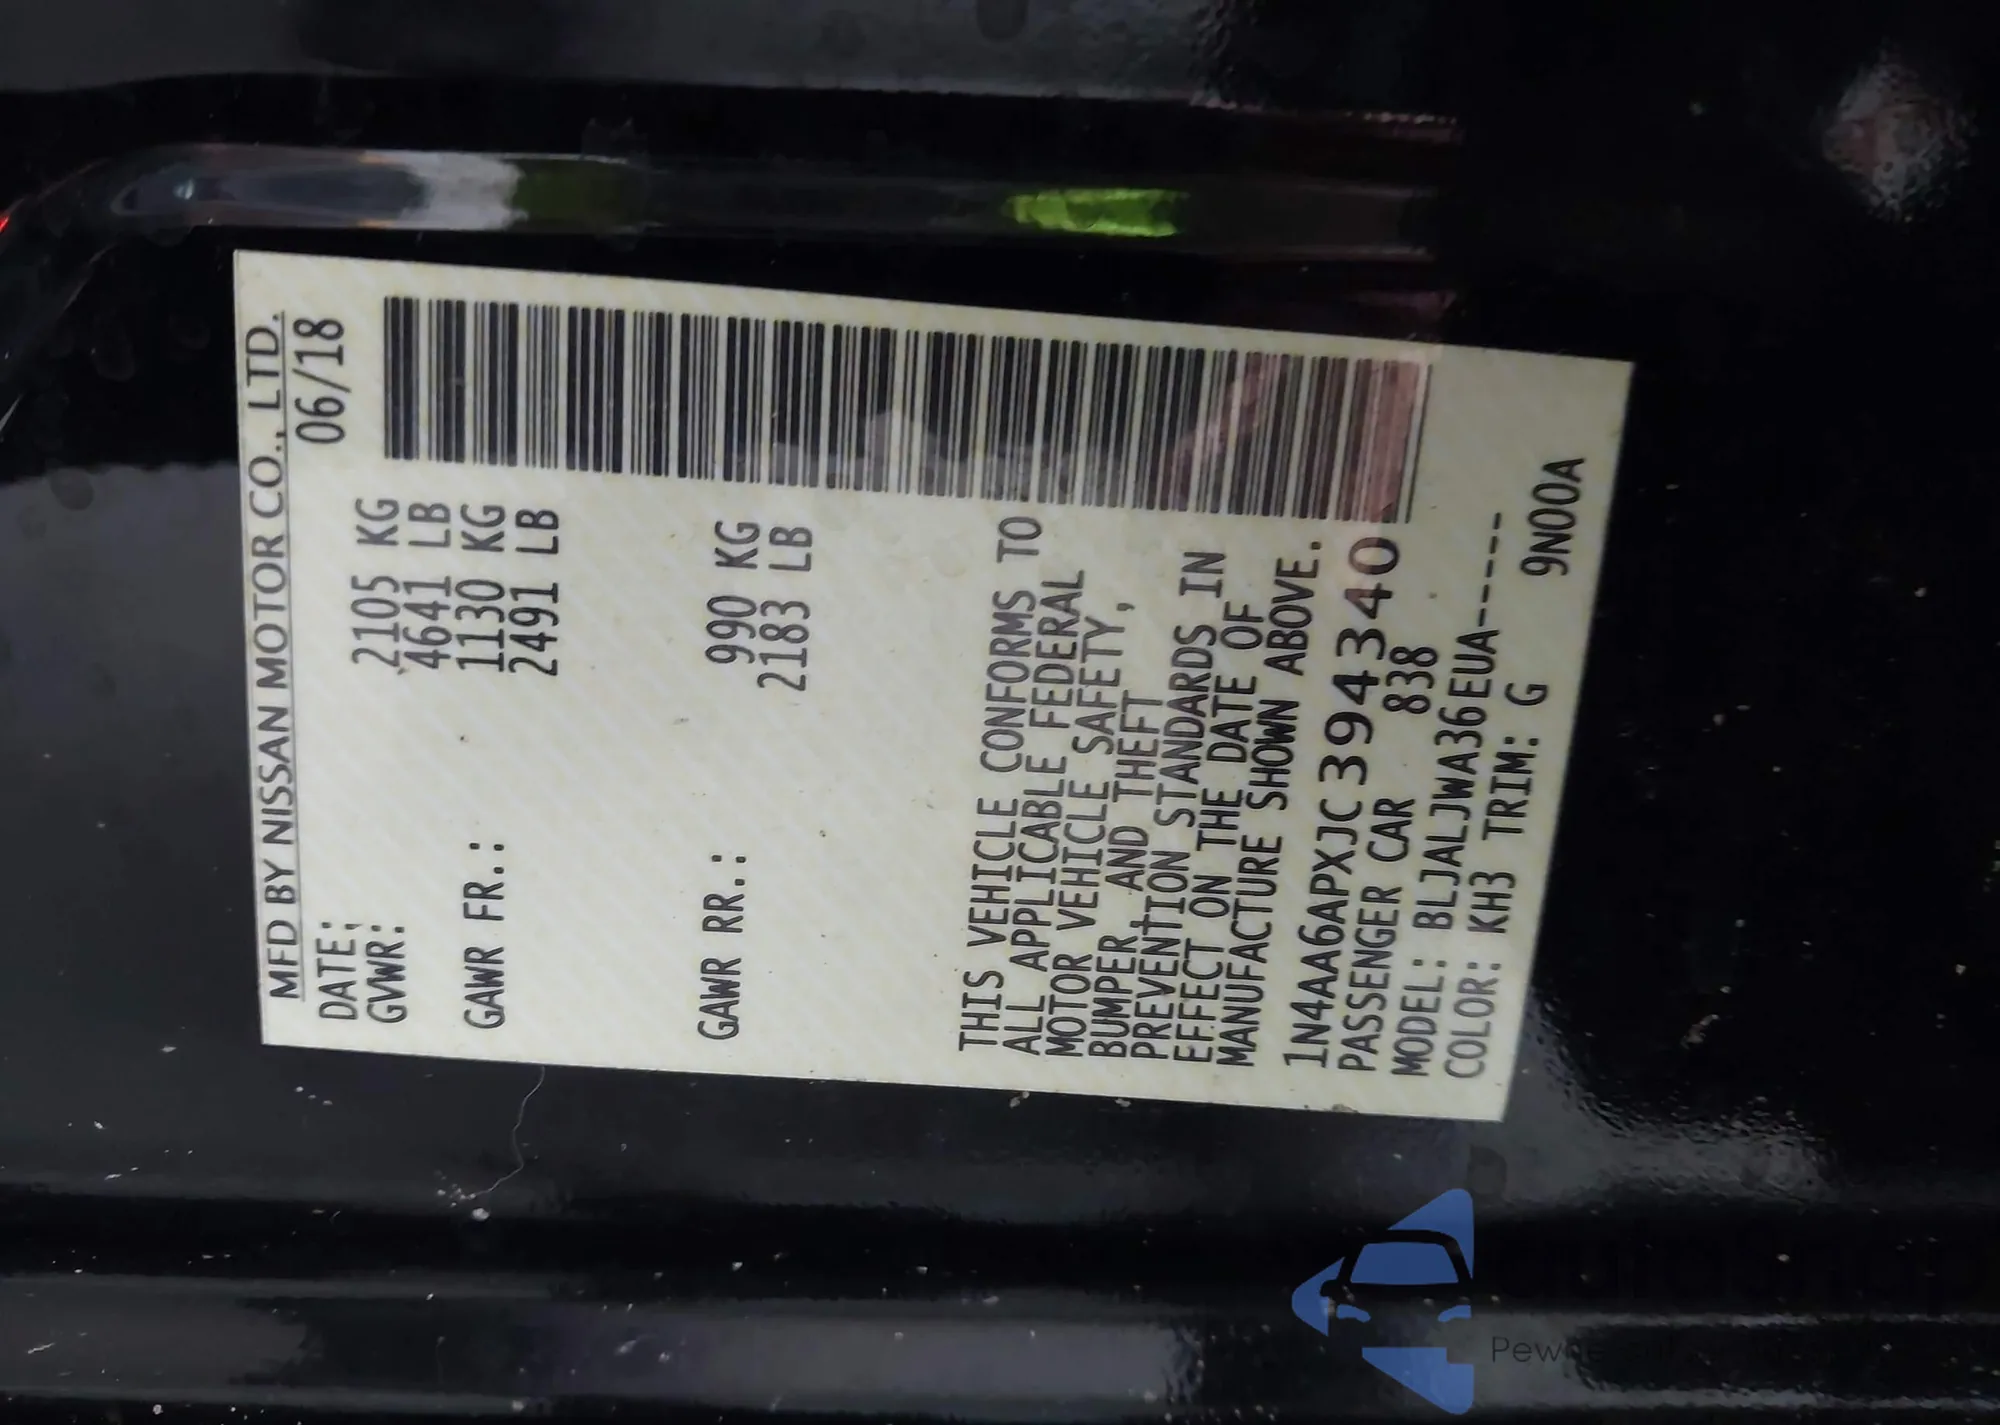 MFD BY NISSAN MOTOR CO., LTD.
DATE: 06/18
GVWR: 2105 KG
4641 LB
GAWR FR.: 1130 KG
2491 LB
GAWR RR.: 990 KG
2183 LB
THIS VEHICLE CONFORMS TO
ALL APPLICABLE FEDERAL
MOTOR VEHICLE SAFETY,
BUMPER, AND THEFT
PREVENTION STANDARDS IN
EFFECT ON THE DATE OF
MANUFACTURE SHOWN ABOVE.
1N4AA6APXJC394340
PASSENGER CAR 838
MODEL: BLJALJWA36EUA-----
COLOR: KH3 TRIM: G 9N00A